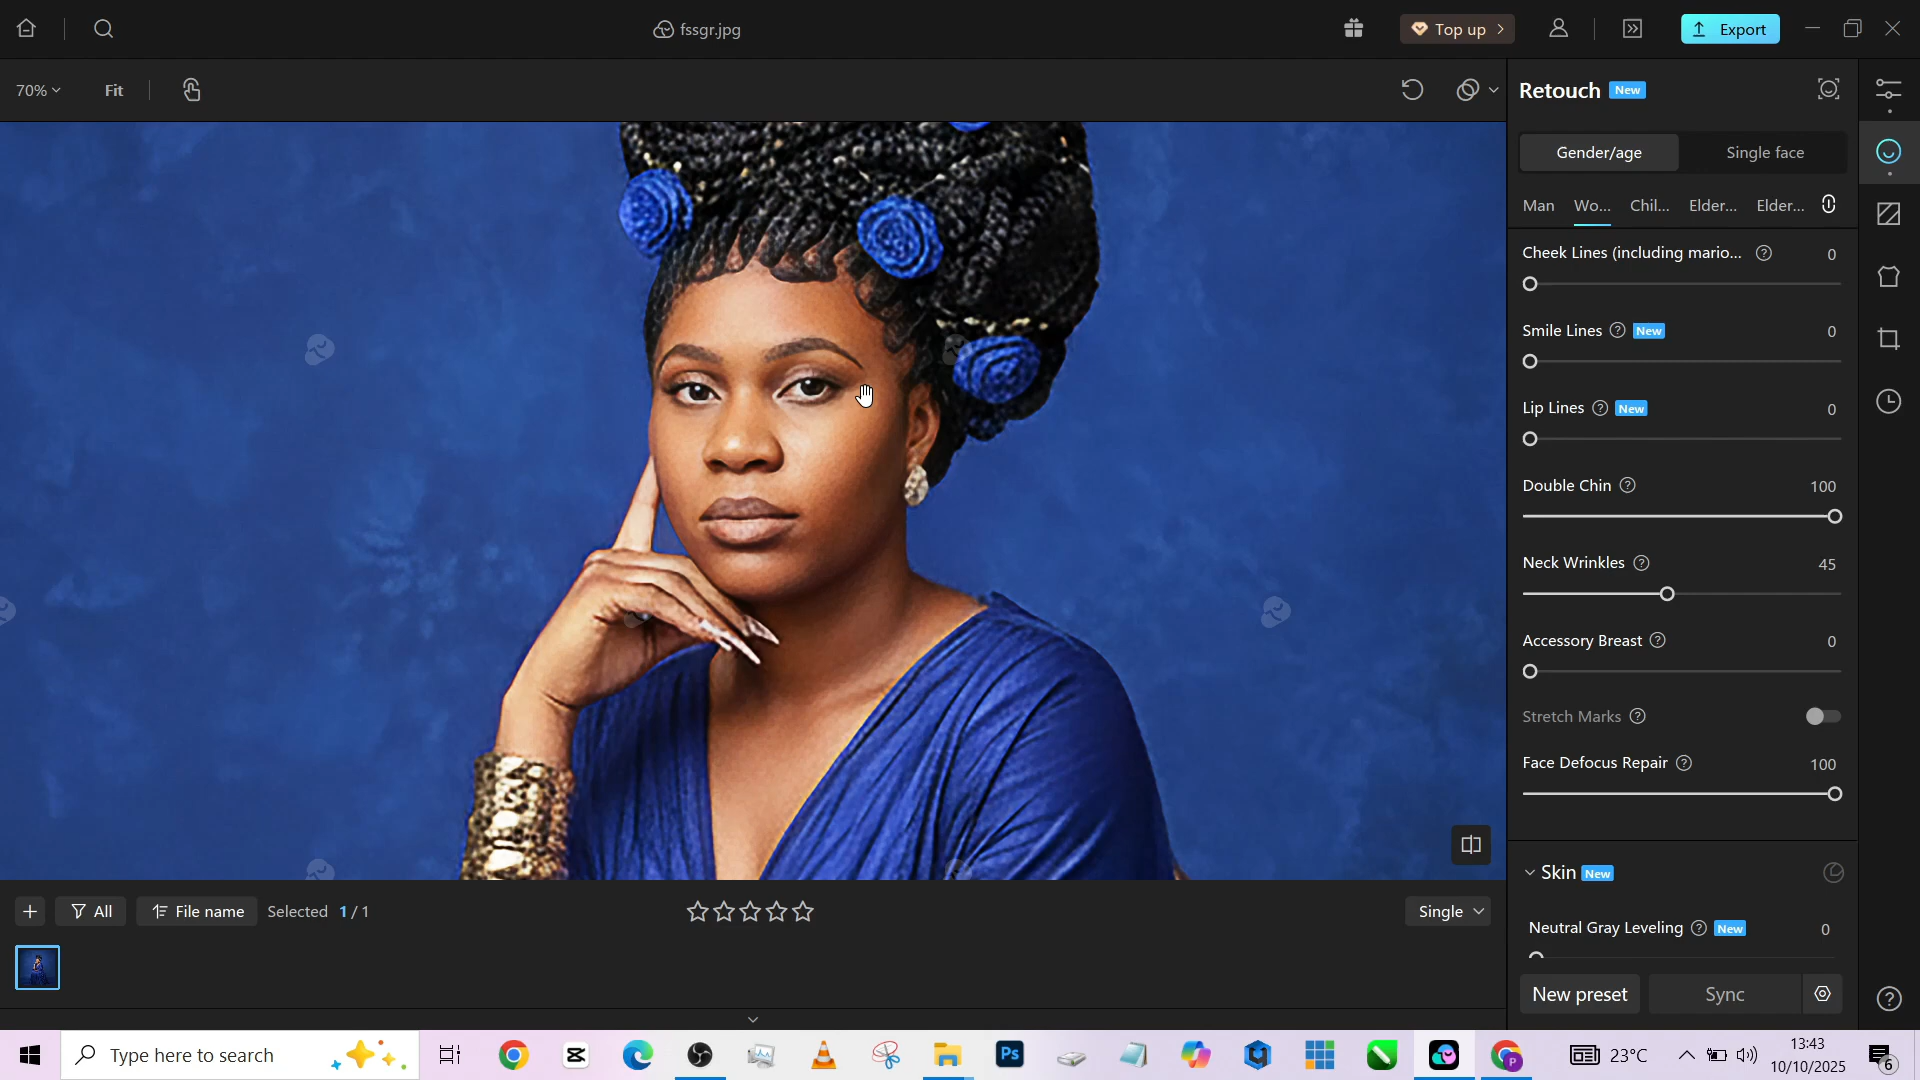 fssgr.jpg
Top up
Export
70%
Fit
Retouch New
Gender/age
Single face
Man
Wo...
Chil...
Elder...
Elder...
Cheek Lines (including mario... 0
Smile Lines New 0
Lip Lines New 0
Double Chin 100
Neck Wrinkles 45
Accessory Breast 0
Stretch Marks
Face Defocus Repair 100
Skin New
Neutral Gray Leveling New 0
All
File name
Selected 1/1
Single
New preset
Sync
Type here to search
Ps
P
23°C
13:43
10/10/2025
6